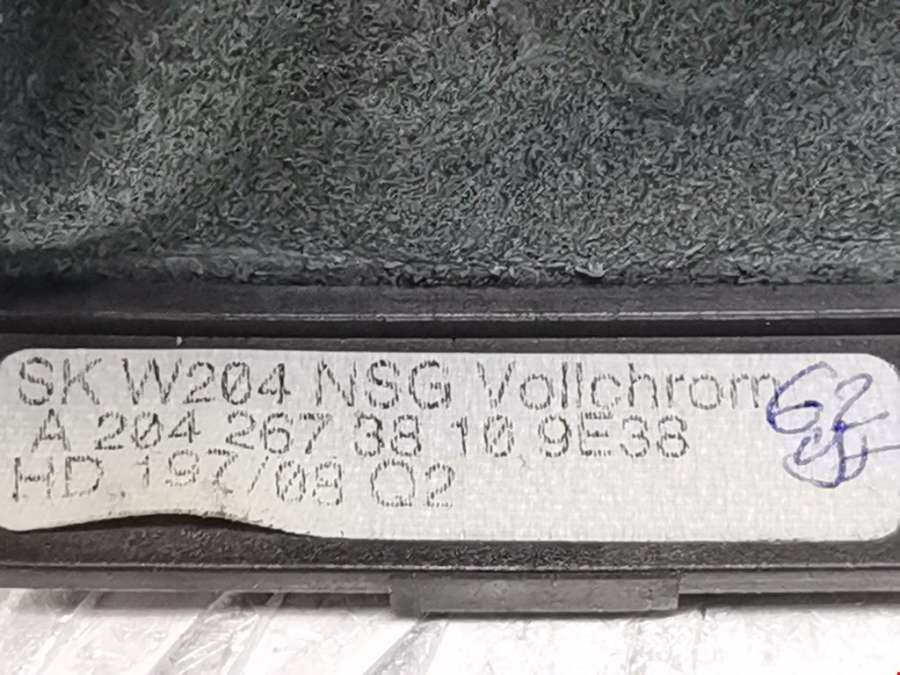 SK W204 NSG Vollchrom
A 204 267 38 10 9E38
HD 197/08 Q2